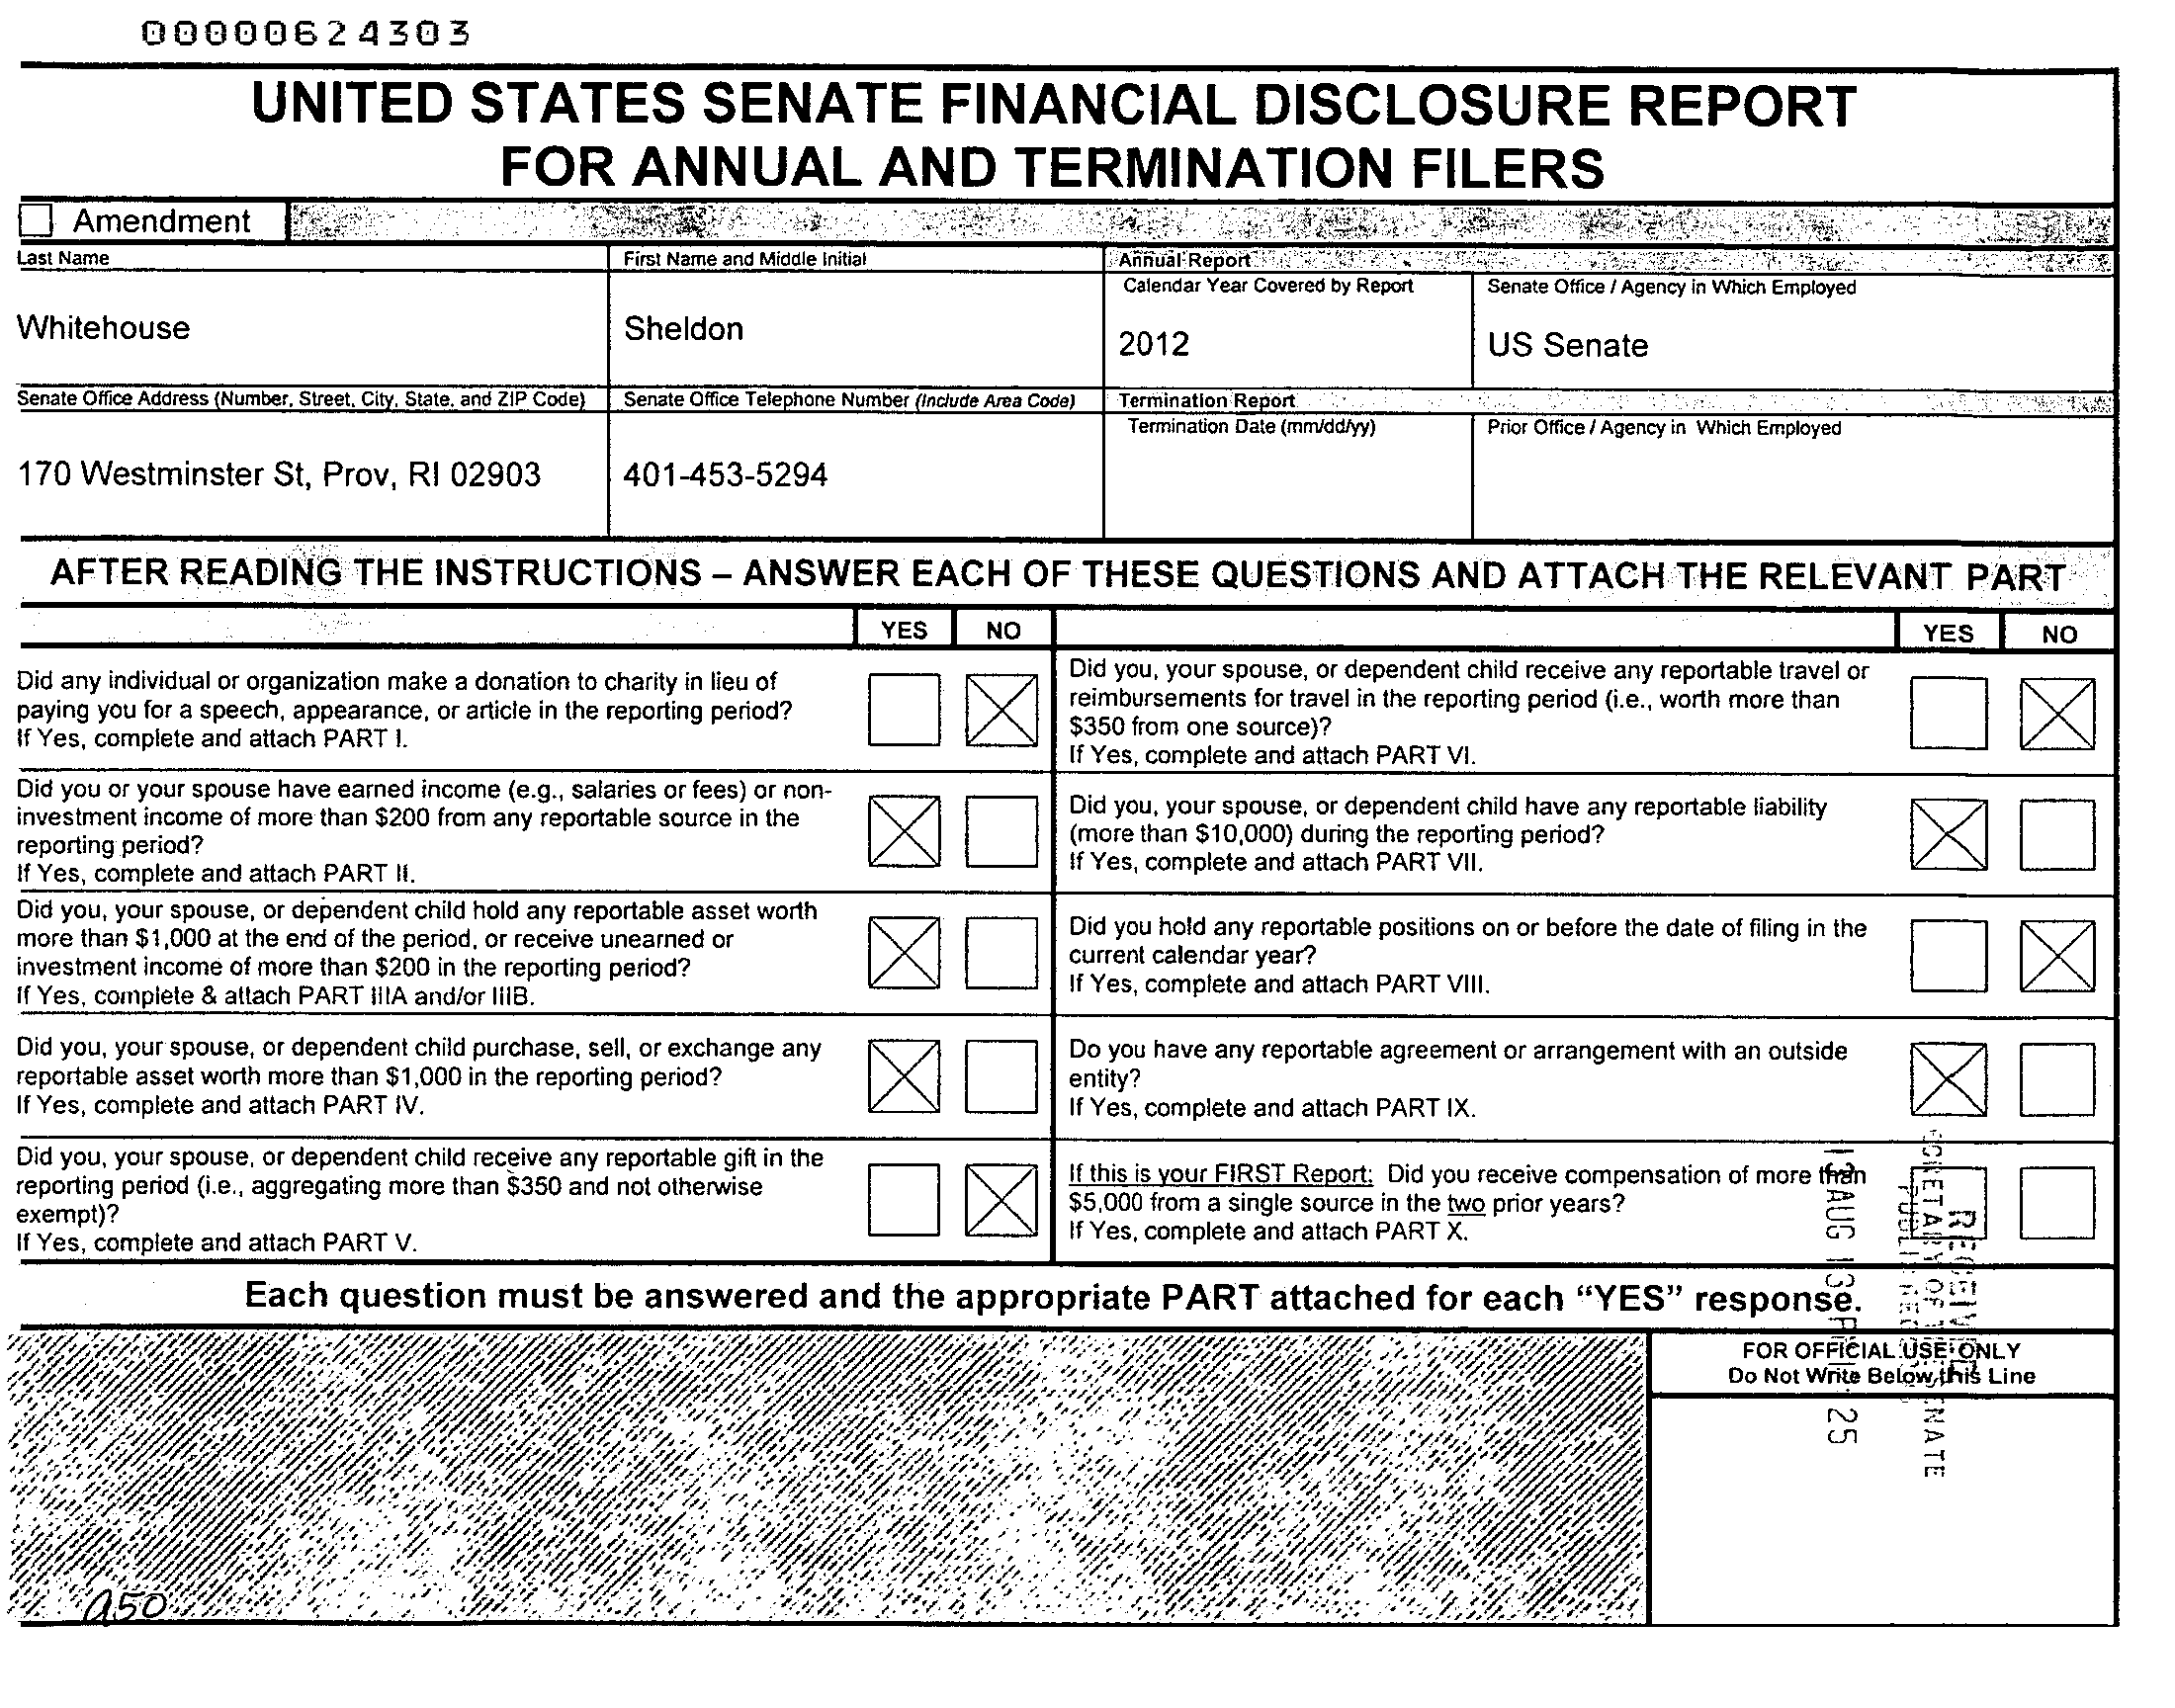 00000624303
UNITED STATES SENATE FINANCIAL DISCLOSURE REPORT
FOR ANNUAL AND TERMINATION FILERS
Amendment
Last Name
First Name and Middle Initial
Annual Report
Calendar Year Covered by Report
Senate Office / Agency in Which Employed
Whitehouse
Sheldon
2012
US Senate
Senate Office Address (Number, Street, City, State, and ZIP Code)
Senate Office Telephone Number (Include Area Code)
Termination Report
Termination Date (mm/dd/yy)
Prior Office / Agency in Which Employed
170 Westminster St, Prov, RI 02903
401-453-5294
AFTER READING THE INSTRUCTIONS – ANSWER EACH OF THESE QUESTIONS AND ATTACH THE RELEVANT PART
YES NO
YES NO
Did any individual or organization make a donation to charity in lieu of
paying you for a speech, appearance, or article in the reporting period?
If Yes, complete and attach PART I.
Did you, your spouse, or dependent child receive any reportable travel or
reimbursements for travel in the reporting period (i.e., worth more than
$350 from one source)?
If Yes, complete and attach PART VI.
Did you or your spouse have earned income (e.g., salaries or fees) or non-
investment income of more than $200 from any reportable source in the
reporting period?
If Yes, complete and attach PART II.
Did you, your spouse, or dependent child have any reportable liability
(more than $10,000) during the reporting period?
If Yes, complete and attach PART VII.
Did you, your spouse, or dependent child hold any reportable asset worth
more than $1,000 at the end of the period, or receive unearned or
investment income of more than $200 in the reporting period?
If Yes, complete & attach PART IIIA and/or IIIB.
Did you hold any reportable positions on or before the date of filing in the
current calendar year?
If Yes, complete and attach PART VIII.
Did you, your spouse, or dependent child purchase, sell, or exchange any
reportable asset worth more than $1,000 in the reporting period?
If Yes, complete and attach PART IV.
Do you have any reportable agreement or arrangement with an outside
entity?
If Yes, complete and attach PART IX.
Did you, your spouse, or dependent child receive any reportable gift in the
reporting period (i.e., aggregating more than $350 and not otherwise
exempt)?
If Yes, complete and attach PART V.
If this is your FIRST Report: Did you receive compensation of more than
$5,000 from a single source in the two prior years?
If Yes, complete and attach PART X.
Each question must be answered and the appropriate PART attached for each “YES” response.
FOR OFFICIAL USE ONLY
Do Not Write Below this Line
RECEIVED
SECRETARY OF THE SENATE
13 AUG 13
25